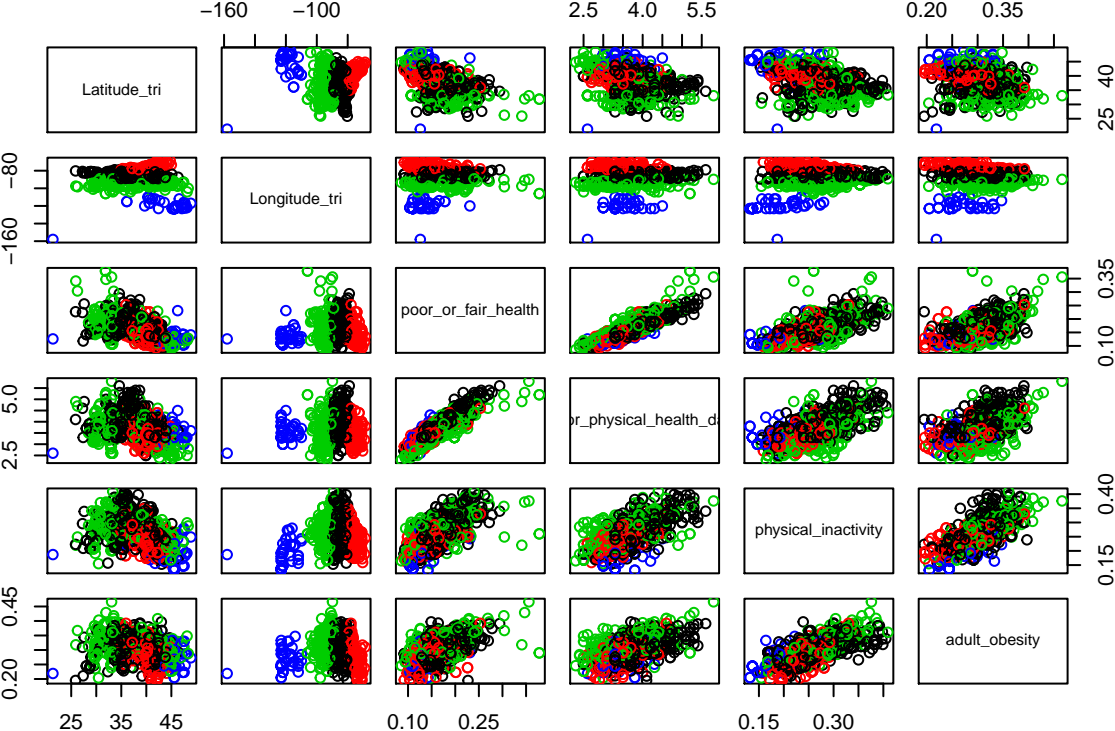 −160 −100 2.5 4.0 5.5 0.20 0.35
Latitude_tri
25 40
−160 −80
Longitude_tri
poor_or_fair_health
0.10 0.35
2.5 5.0
or_physical_health_da
physical_inactivity
0.15 0.40
0.20 0.45
adult_obesity
25 35 45 0.10 0.25 0.15 0.30